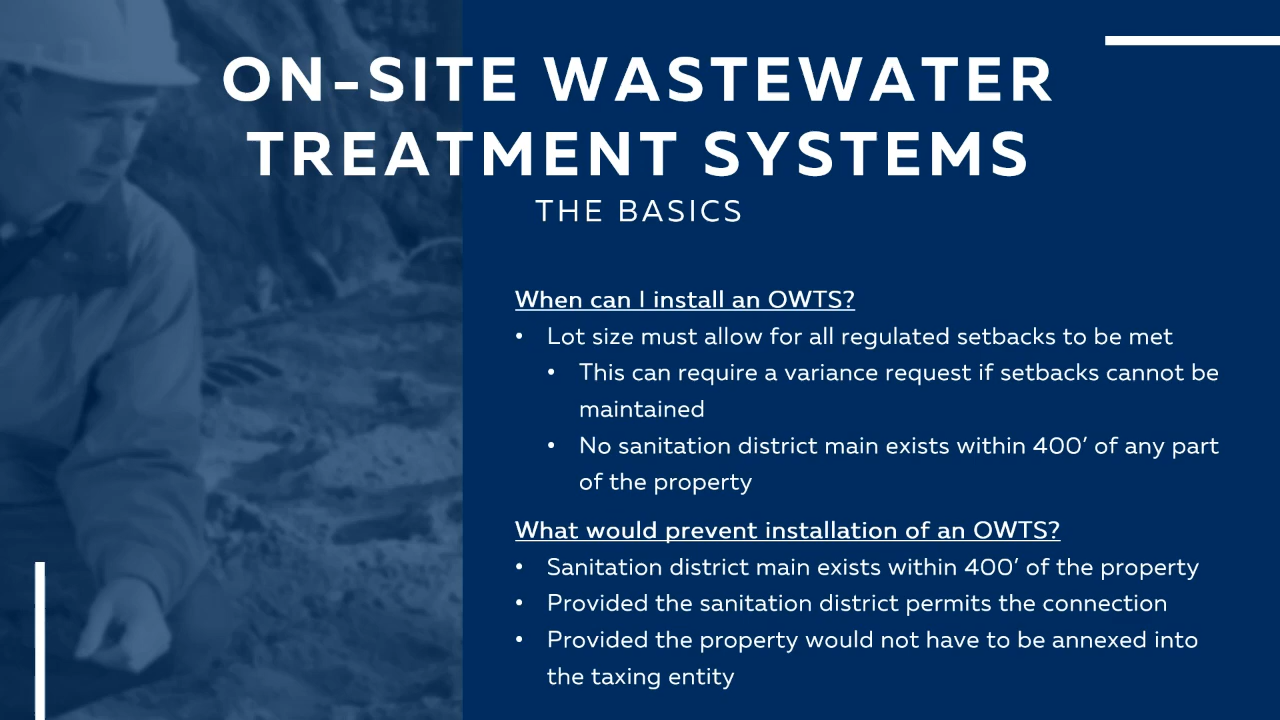 ON-SITE WASTEWATER
TREATMENT SYSTEMS
THE BASICS
When can I install an OWTS?
• Lot size must allow for all regulated setbacks to be met
• This can require a variance request if setbacks cannot be
maintained
• No sanitation district main exists within 400’ of any part
of the property
What would prevent installation of an OWTS?
• Sanitation district main exists within 400’ of the property
• Provided the sanitation district permits the connection
• Provided the property would not have to be annexed into
the taxing entity